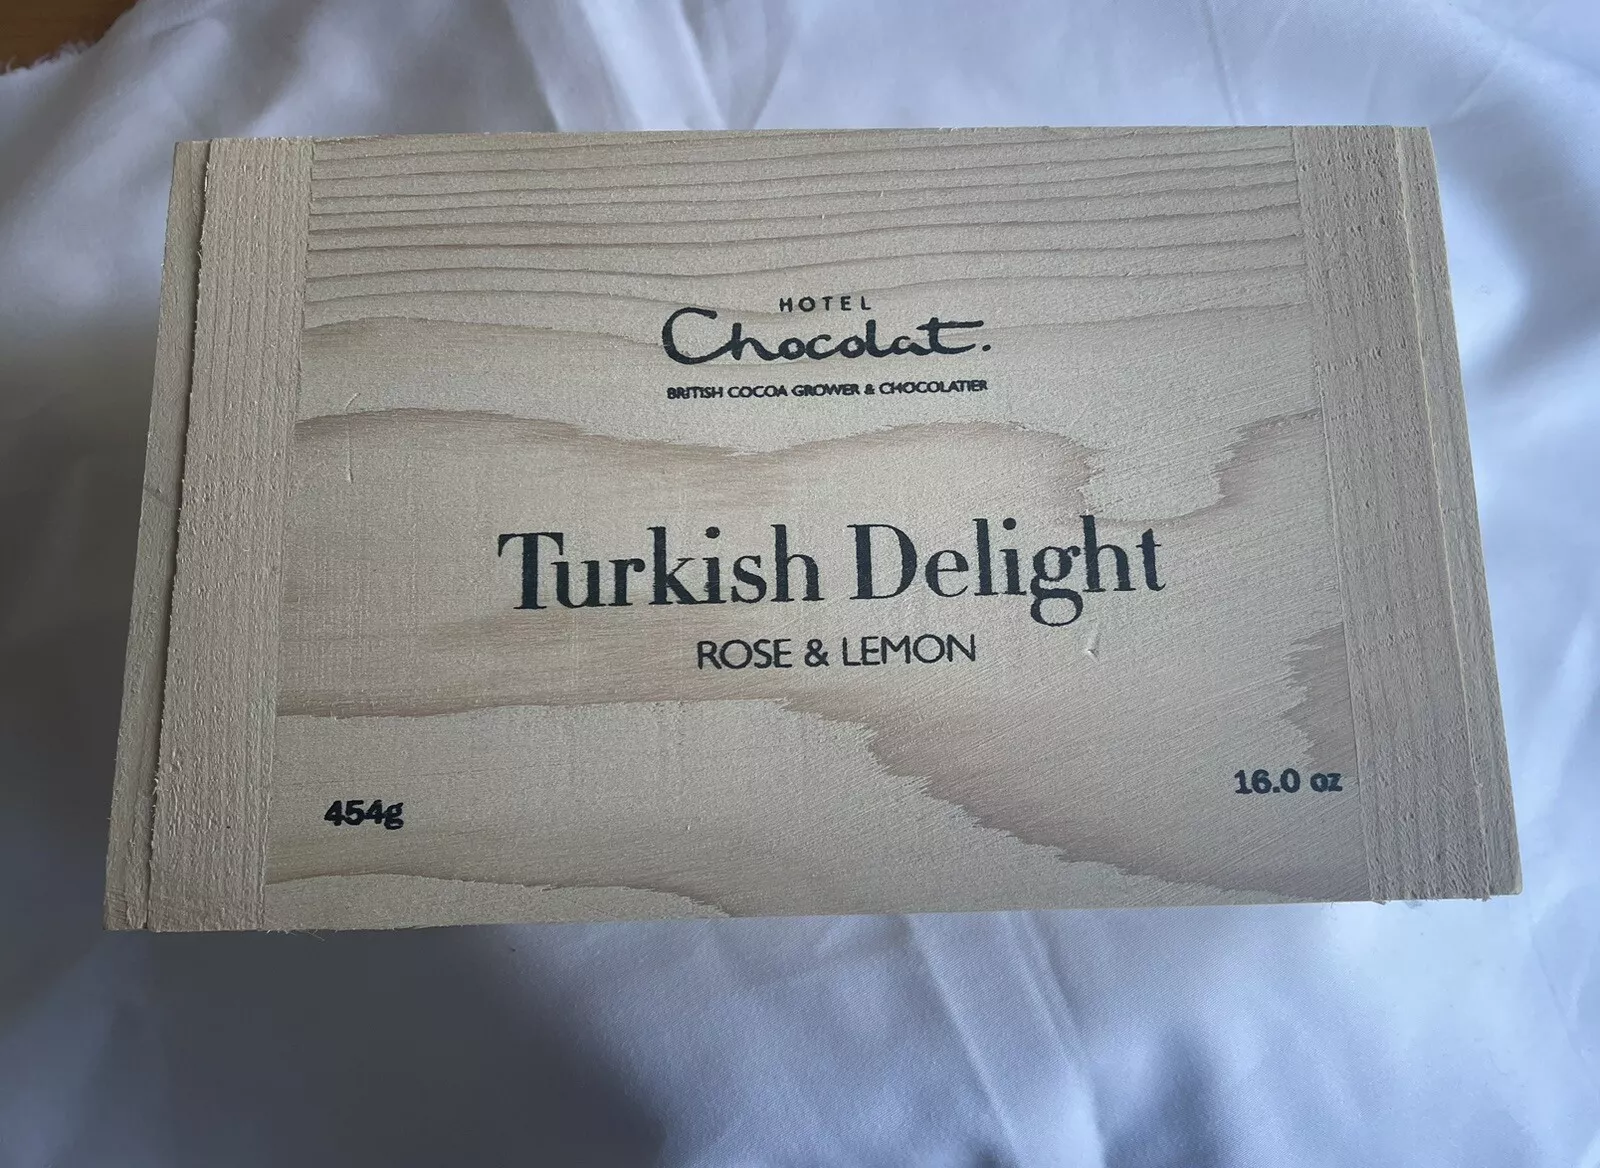 HOTEL
Chocolat.
BRITISH COCOA GROWER & CHOCOLATIER
Turkish Delight
ROSE & LEMON
454g
16.0 oz